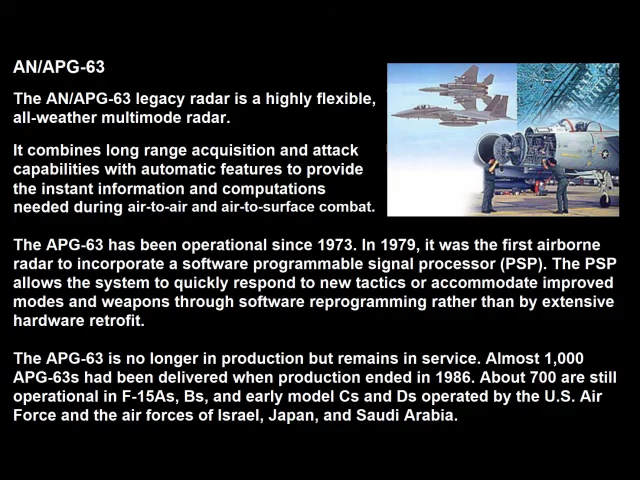 AN/APG-63
The AN/APG-63 legacy radar is a highly flexible,
all-weather multimode radar.
It combines long range acquisition and attack
capabilities with automatic features to provide
the instant information and computations
needed during air-to-air and air-to-surface combat.
The APG-63 has been operational since 1973. In 1979, it was the first airborne
radar to incorporate a software programmable signal processor (PSP). The PSP
allows the system to quickly respond to new tactics or accommodate improved
modes and weapons through software reprogramming rather than by extensive
hardware retrofit.
The APG-63 is no longer in production but remains in service. Almost 1,000
APG-63s had been delivered when production ended in 1986. About 700 are still
operational in F-15As, Bs, and early model Cs and Ds operated by the U.S. Air
Force and the air forces of Israel, Japan, and Saudi Arabia.